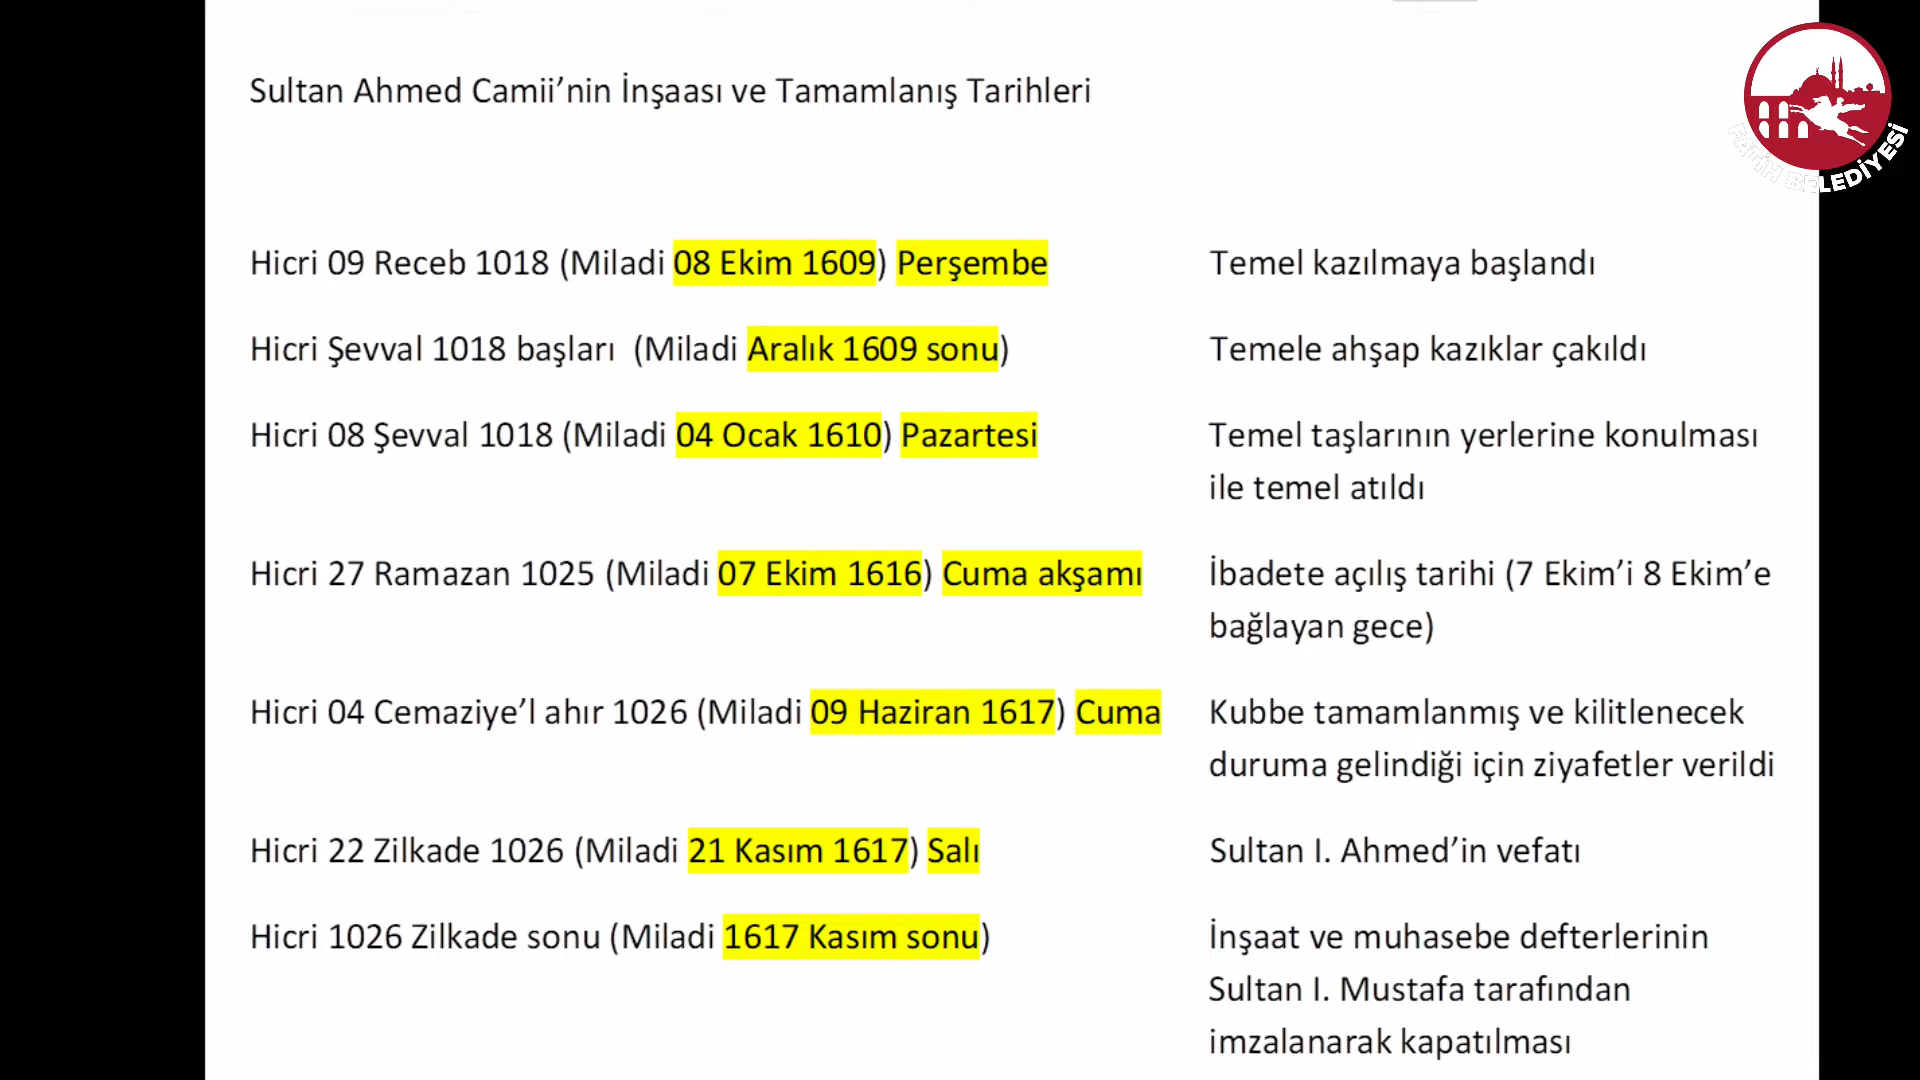 Sultan Ahmed Camii’nin İnşaası ve Tamamlanış Tarihleri
FATİH BELEDİYESİ
Hicri 09 Receb 1018 (Miladi 08 Ekim 1609) Perşembe
Temel kazılmaya başlandı
Hicri Şevval 1018 başları (Miladi Aralık 1609 sonu)
Temele ahşap kazıklar çakıldı
Hicri 08 Şevval 1018 (Miladi 04 Ocak 1610) Pazartesi
Temel taşlarının yerlerine konulması
ile temel atıldı
Hicri 27 Ramazan 1025 (Miladi 07 Ekim 1616) Cuma akşamı
İbadete açılış tarihi (7 Ekim’i 8 Ekim’e
bağlayan gece)
Hicri 04 Cemaziye’l ahır 1026 (Miladi 09 Haziran 1617) Cuma
Kubbe tamamlanmış ve kilitlenecek
duruma gelindiği için ziyafetler verildi
Hicri 22 Zilkade 1026 (Miladi 21 Kasım 1617) Salı
Sultan I. Ahmed’in vefatı
Hicri 1026 Zilkade sonu (Miladi 1617 Kasım sonu)
İnşaat ve muhasebe defterlerinin
Sultan I. Mustafa tarafından
imzalanarak kapatılması